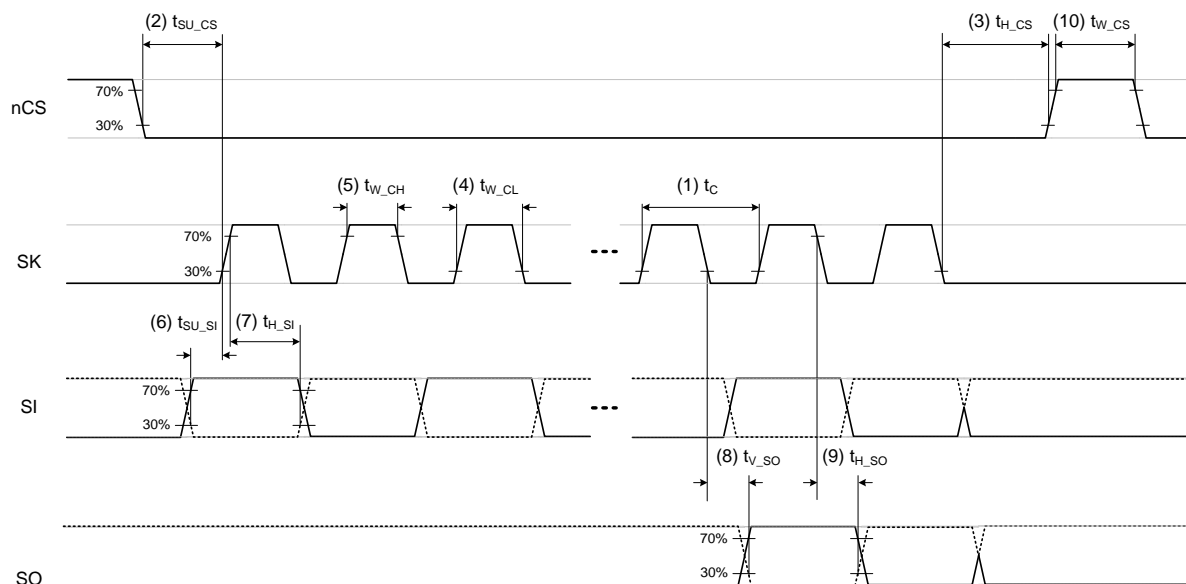 (2) tSU_CS
(3) tH_CS
(10) tW_CS
nCS
70%
30%
(5) tW_CH
(4) tW_CL
(1) tC
SK
70%
30%
(6) tSU_SI
(7) tH_SI
SI
70%
30%
(8) tV_SO
(9) tH_SO
SO
70%
30%